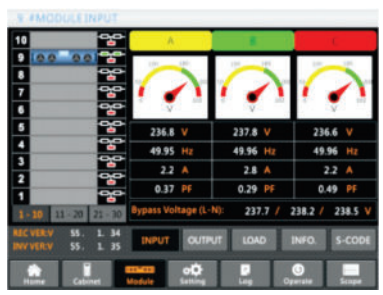 9 #MODULE INPUT
10
9
8
7
6
5
4
3
2
1
A B C
V V V
236.8 V 237.8 V 236.6 V
49.95 Hz 49.96 Hz 49.96 Hz
2.2 A 2.8 A 2.2 A
0.37 PF 0.29 PF 0.49 PF
Bypass Voltage (L-N): 237.7 / 238.2 / 238.5 V
1 - 10 11 - 20 21 - 30
REC VER:V 55. 1. 34
INV VER:V 55. 1. 35
INPUT OUTPUT LOAD INFO. S-CODE
Home Cabinet Module Setting Log Operate Scope